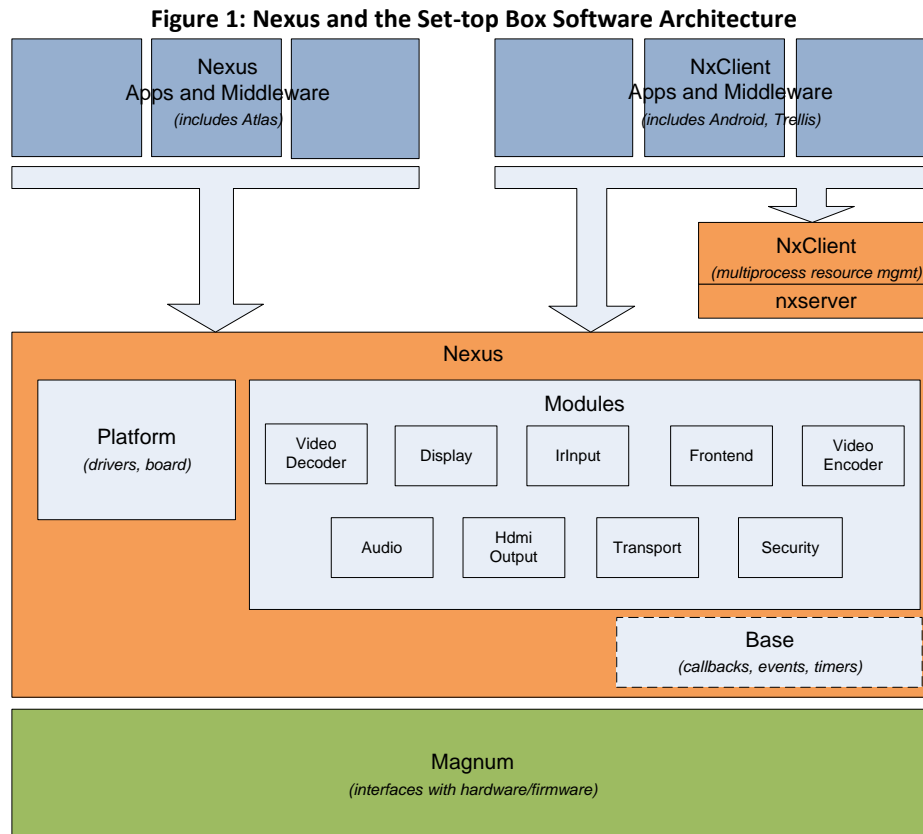 Figure 1: Nexus and the Set-top Box Software Architecture
Nexus
Apps and Middleware
(includes Atlas)
NxClient
Apps and Middleware
(includes Android, Trellis)
NxClient
(multiprocess resource mgmt)
nxserver
Nexus
Platform
(drivers, board)
Modules
Video
Decoder
Display
IrInput
Frontend
Video
Encoder
Audio
Hdmi
Output
Transport
Security
Base
(callbacks, events, timers)
Magnum
(interfaces with hardware/firmware)